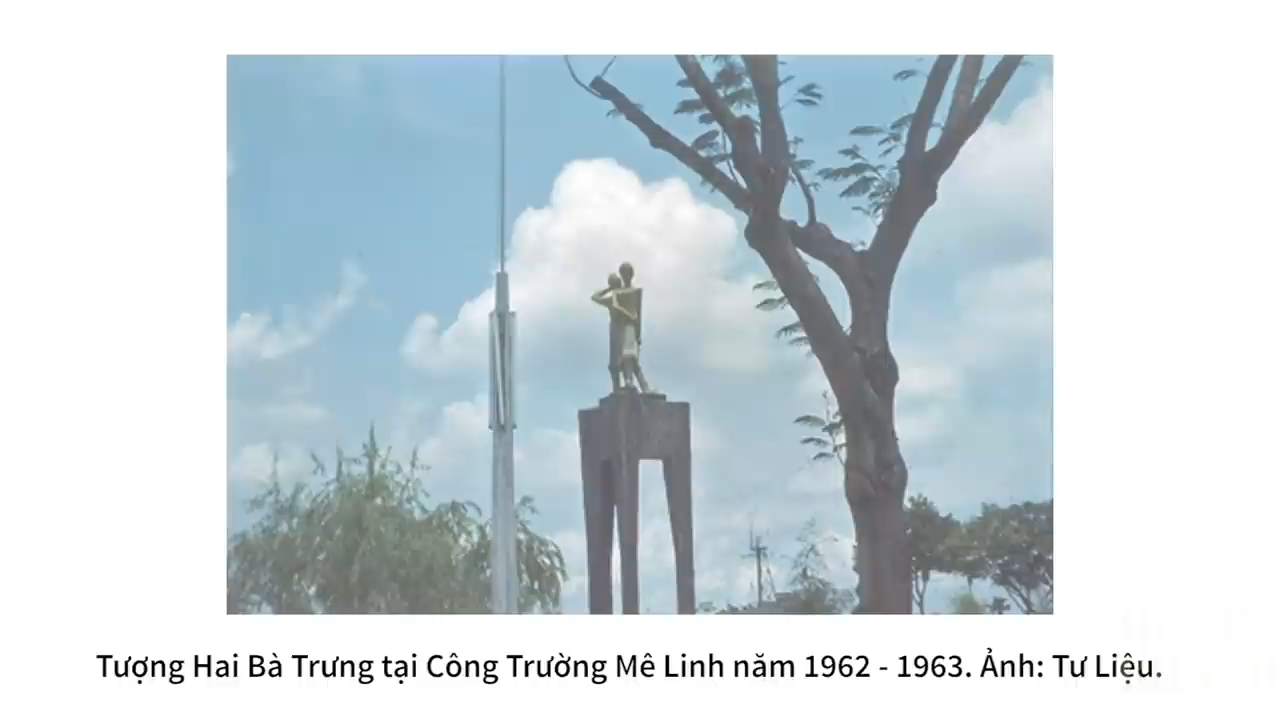 Tượng Hai Bà Trưng tại Công Trường Mê Linh năm 1962 - 1963. Ảnh: Tư Liệu.